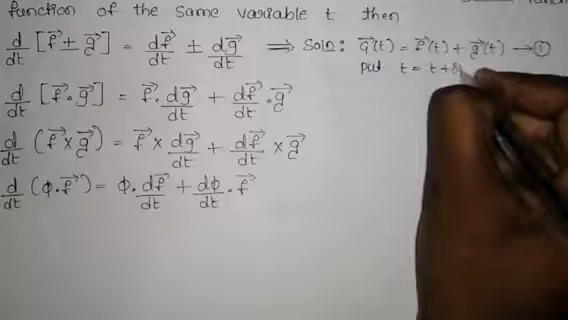 function of the same variable t then
d/dt [f⃗ ± g⃗] = df⃗/dt ± dg⃗/dt ⟹ Soln: G⃗(t) = f⃗(t) + g⃗(t) → ①
put t = t +
d/dt [f⃗ · g⃗] = f⃗ · dg⃗/dt + df⃗/dt · g⃗
d/dt (f⃗ × g⃗) = f⃗ × dg⃗/dt + df⃗/dt × g⃗
d/dt (ϕ · f⃗) = ϕ · df⃗/dt + dϕ/dt · f⃗